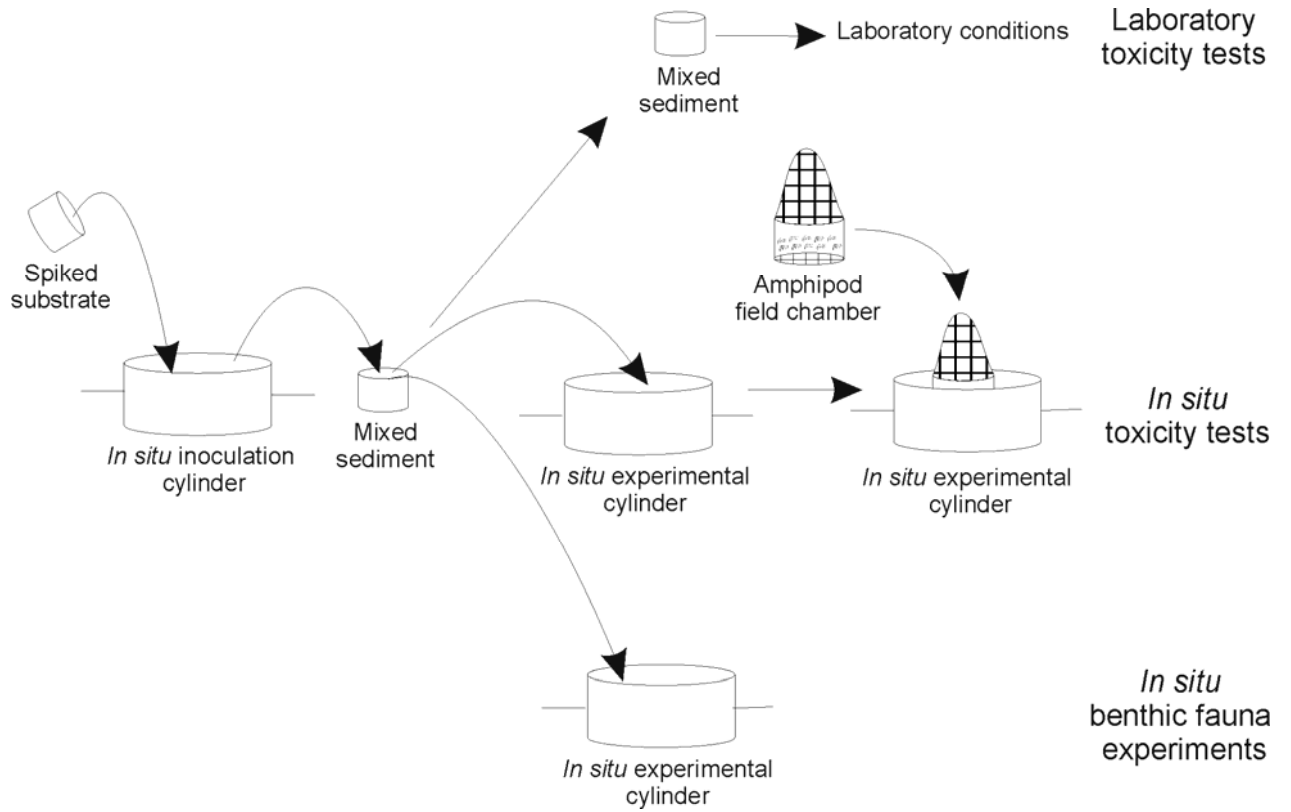 Laboratory conditions
Laboratory
toxicity tests
Mixed
sediment
Spiked
substrate
Amphipod
field chamber
In situ inoculation
cylinder
Mixed
sediment
In situ experimental
cylinder
In situ experimental
cylinder
In situ
toxicity tests
In situ experimental
cylinder
In situ
benthic fauna
experiments